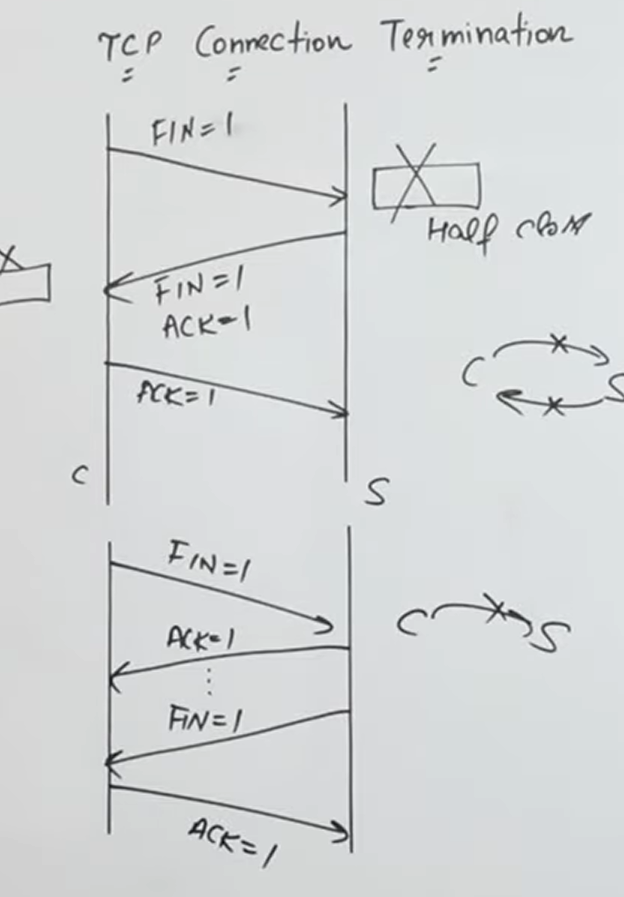 TCP Connection Termination
FIN=1
Half close
FIN=1
ACK=1
C S
ACK=1
C S
FIN=1
C S
ACK=1
FIN=1
ACK=1